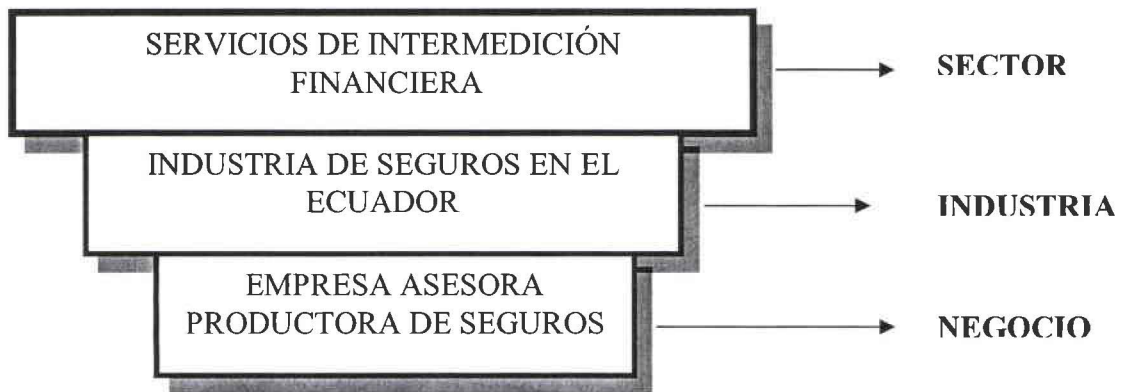 SERVICIOS DE INTERMEDICIÓN
FINANCIERA
SECTOR
INDUSTRIA DE SEGUROS EN EL
ECUADOR
INDUSTRIA
EMPRESA ASESORA
PRODUCTORA DE SEGUROS
NEGOCIO